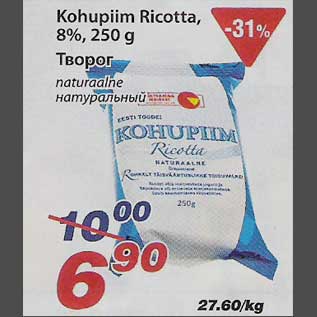 Kohupiim Ricotta,
8%, 250 g
Творог
naturaalne
натуральный
-31%
EESTI TOODE!
KOHUPIIM
Ricotta
NATURAALNE
250g
10 00
6 90
27.60/kg